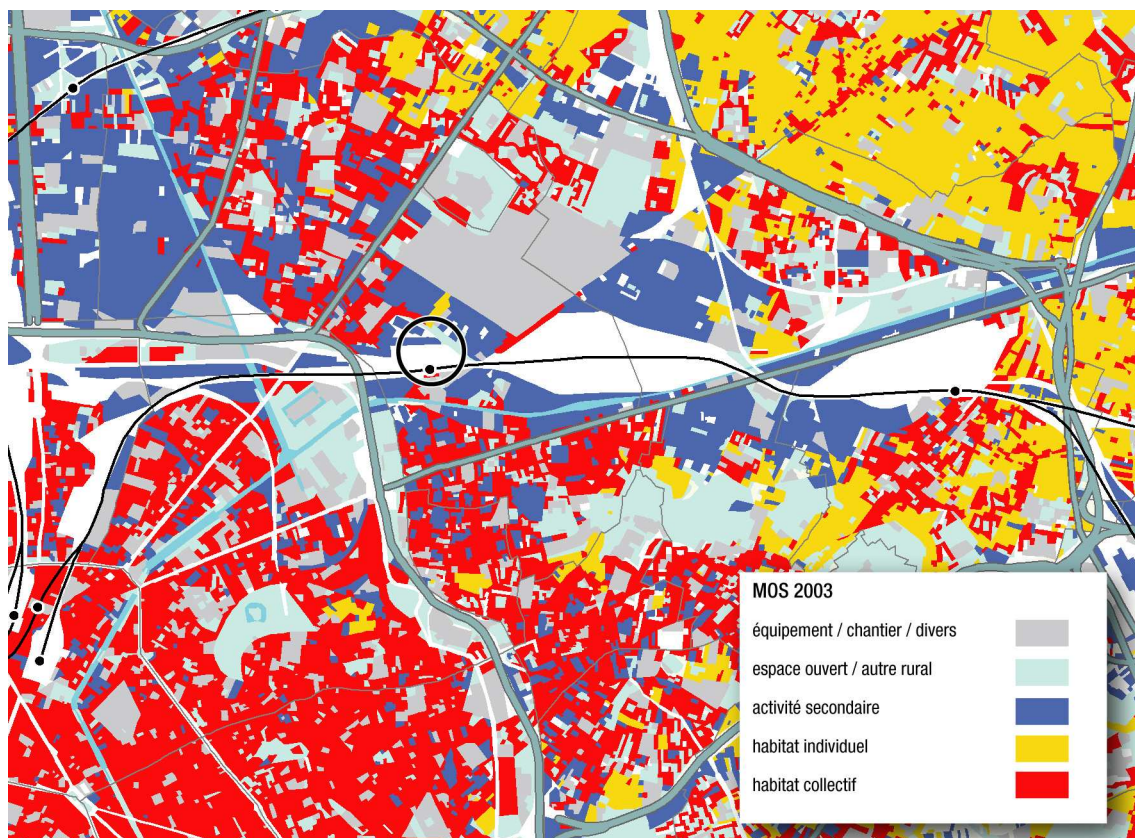 MOS 2003
équipement / chantier / divers
espace ouvert / autre rural
activité secondaire
habitat individuel
habitat collectif